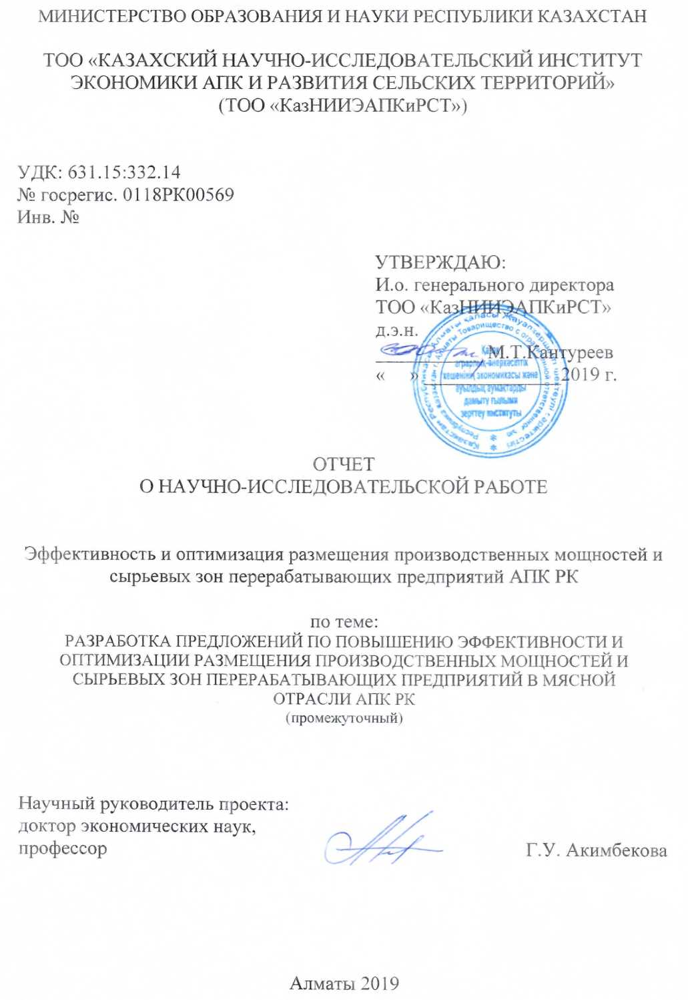 МИНИСТЕРСТВО ОБРАЗОВАНИЯ И НАУКИ РЕСПУБЛИКИ КАЗАХСТАН
ТОО «КАЗАХСКИЙ НАУЧНО-ИССЛЕДОВАТЕЛЬСКИЙ ИНСТИТУТ
ЭКОНОМИКИ АПК И РАЗВИТИЯ СЕЛЬСКИХ ТЕРРИТОРИЙ»
(ТОО «КазНИИЭАПКиРСТ»)
УДК: 631.15:332.14
№ госрегис. 0118РК00569
Инв. №
УТВЕРЖДАЮ:
И.о. генерального директора
ТОО «КазНИИЭАПКиРСТ»
д.э.н.
М.Т.Кантуреев
« » 2019 г.
Қазақ
аграрлық-өнеркәсіптік
кешенінің экономикасы және
ауылдық аумақтарды
дамыту ғылыми
зерттеу институты
ОТЧЕТ
О НАУЧНО-ИССЛЕДОВАТЕЛЬСКОЙ РАБОТЕ
Эффективность и оптимизация размещения производственных мощностей и
сырьевых зон перерабатывающих предприятий АПК РК
по теме:
РАЗРАБОТКА ПРЕДЛОЖЕНИЙ ПО ПОВЫШЕНИЮ ЭФФЕКТИВНОСТИ И
ОПТИМИЗАЦИИ РАЗМЕЩЕНИЯ ПРОИЗВОДСТВЕННЫХ МОЩНОСТЕЙ И
СЫРЬЕВЫХ ЗОН ПЕРЕРАБАТЫВАЮЩИХ ПРЕДПРИЯТИЙ В МЯСНОЙ
ОТРАСЛИ АПК РК
(промежуточный)
Научный руководитель проекта:
доктор экономических наук,
профессор
Г.У. Акимбекова
Алматы 2019